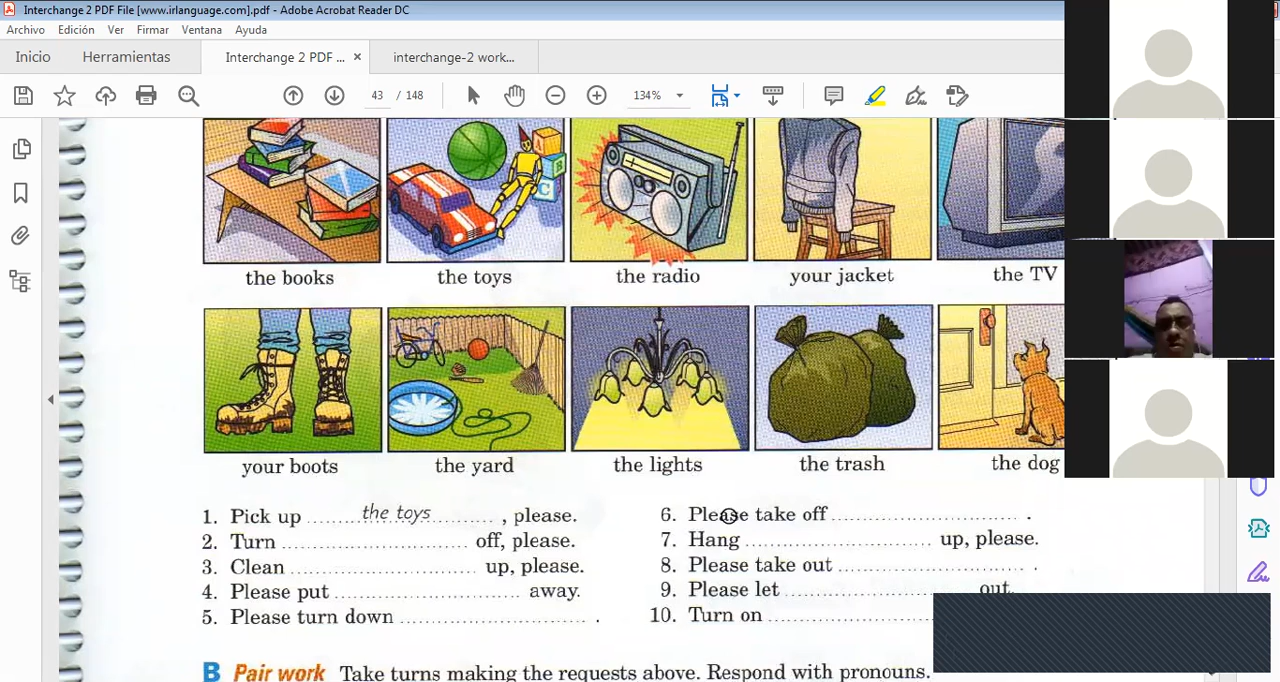 Interchange 2 PDF File [www.irlanguage.com].pdf - Adobe Acrobat Reader DC
Archivo Edición Ver Firmar Ventana Ayuda
Inicio Herramientas Interchange 2 PDF ... × interchange-2 work...
43 / 148 134%
A
B
C
the books the toys the radio your jacket the TV
your boots the yard the lights the trash the dog
1. Pick up the toys , please.
2. Turn off, please.
3. Clean up, please.
4. Please put away.
5. Please turn down .
6. Please take off .
7. Hang up, please.
8. Please take out .
9. Please let out.
10. Turn on
B Pair work Take turns making the requests above. Respond with pronouns.